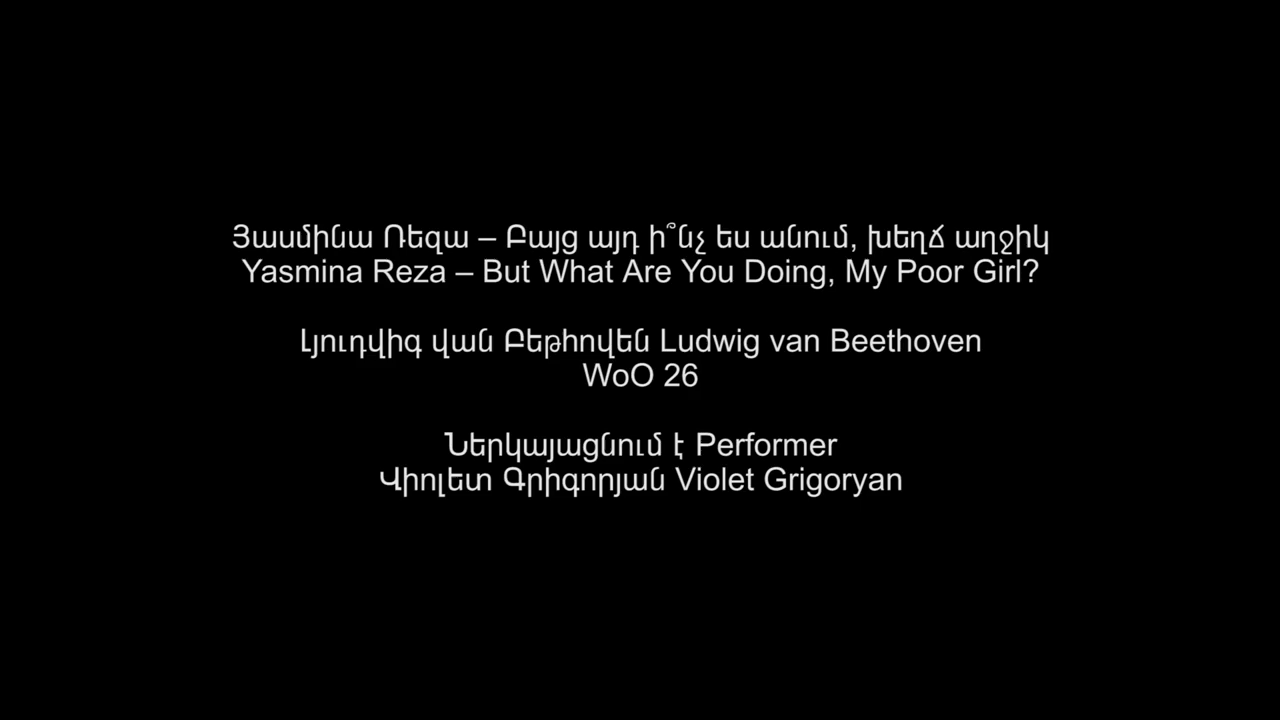 Յասմինա Ռեզա – Բայց այդ ի՞նչ ես անում, խեղճ աղջիկ
Yasmina Reza – But What Are You Doing, My Poor Girl?
Լյուդվիգ վան Բեթհովեն Ludwig van Beethoven
WoO 26
Ներկայացնում է Performer
Վիոլետ Գրիգորյան Violet Grigoryan